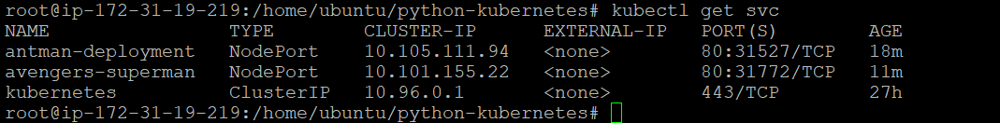 root@ip-172-31-19-219:/home/ubuntu/python-kubernetes# kubectl get svc
NAME                  TYPE        CLUSTER-IP       EXTERNAL-IP   PORT(S)        AGE
antman-deployment     NodePort    10.105.111.94    <none>        80:31527/TCP   18m
avengers-superman     NodePort    10.101.155.22    <none>        80:31772/TCP   11m
kubernetes            ClusterIP   10.96.0.1        <none>        443/TCP        27h
root@ip-172-31-19-219:/home/ubuntu/python-kubernetes#